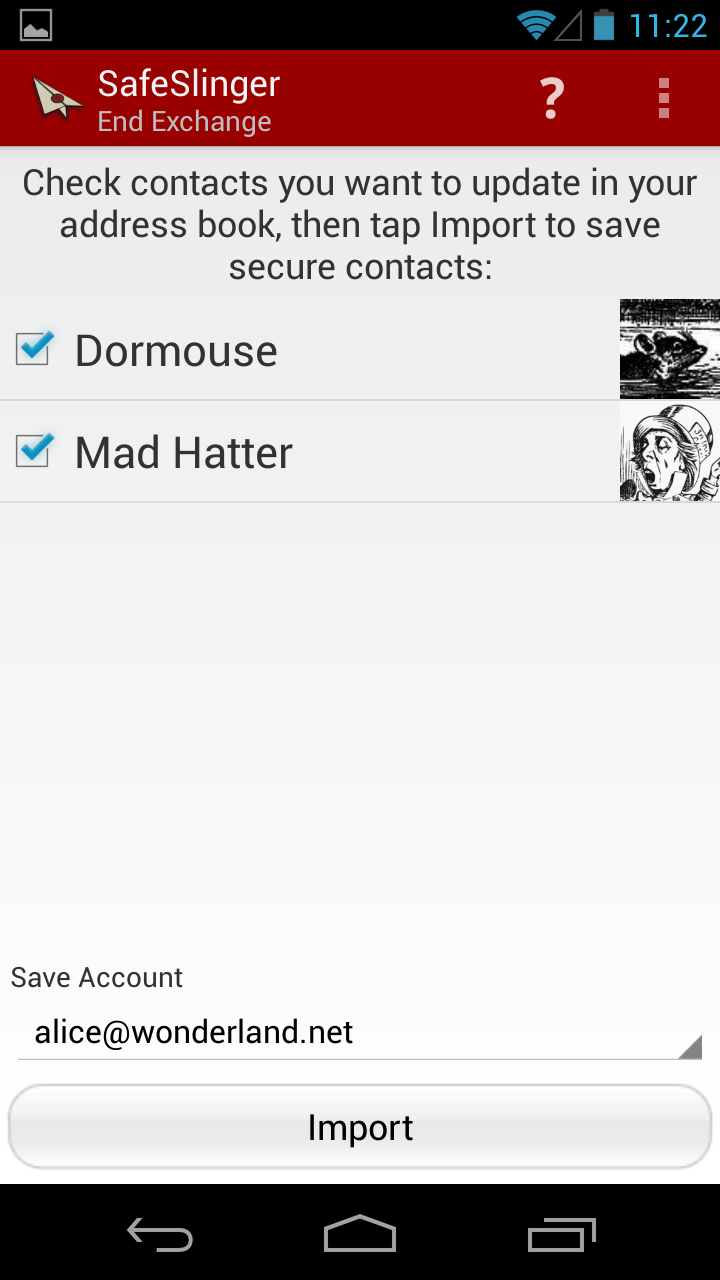 11:22
SafeSlinger
?
End Exchange
Check contacts you want to update in your
address book, then tap Import to save
secure contacts:
Dormouse
Mad Hatter
Save Account
alice@wonderland.net
Import